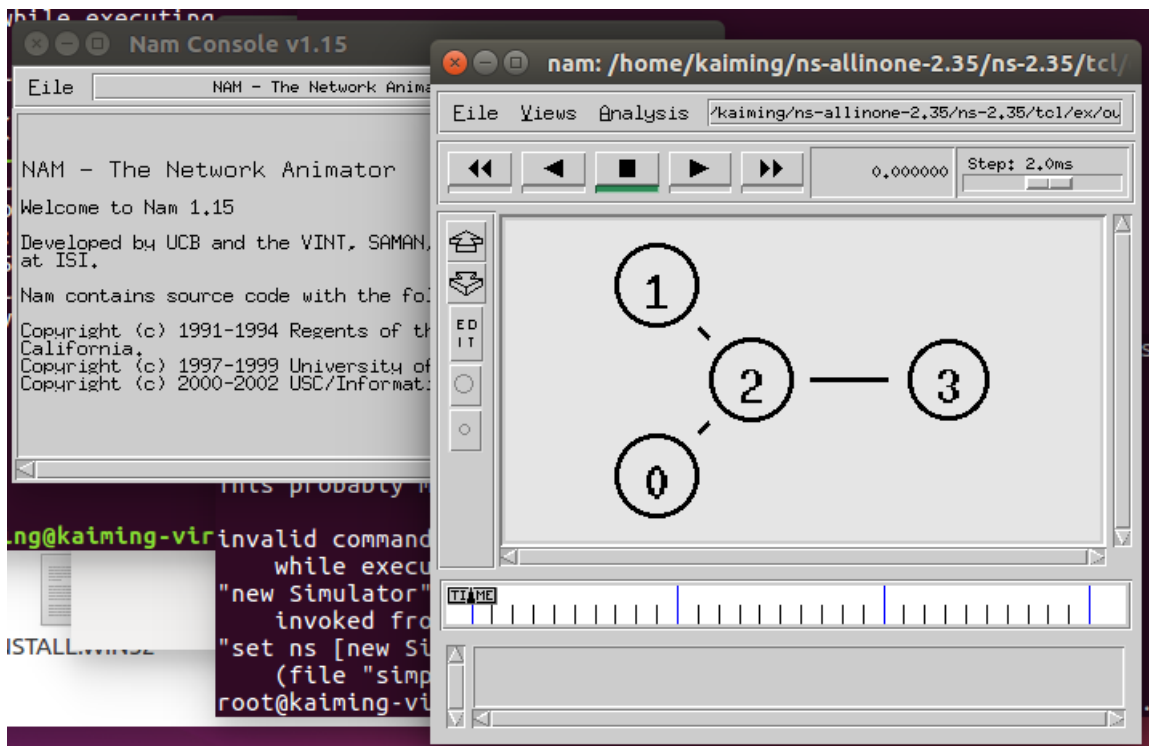 while executing
Nam Console v1.15
File
NAM - The Network Anima
NAM - The Network Animator
Welcome to Nam 1.15
Developed by UCB and the VINT, SAMAN,
at ISI.
Nam contains source code with the fol
Copyright (c) 1991-1994 Regents of th
California.
Copyright (c) 1997-1999 University of
Copyright (c) 2000-2002 USC/Informat
nam: /home/kaiming/ns-allinone-2.35/ns-2.35/tcl/
File Views Analysis /kaiming/ns-allinone-2.35/ns-2.35/tcl/ex/ou
0.000000
Step: 2.0ms
ED
IT
1
2
3
0
TIME
This probably m
ng@kaiming-vir
invalid command
while execu
"new Simulator"
invoked fro
"set ns [new Si
(file "simp
root@kaiming-vi
NSTALL.WIN32